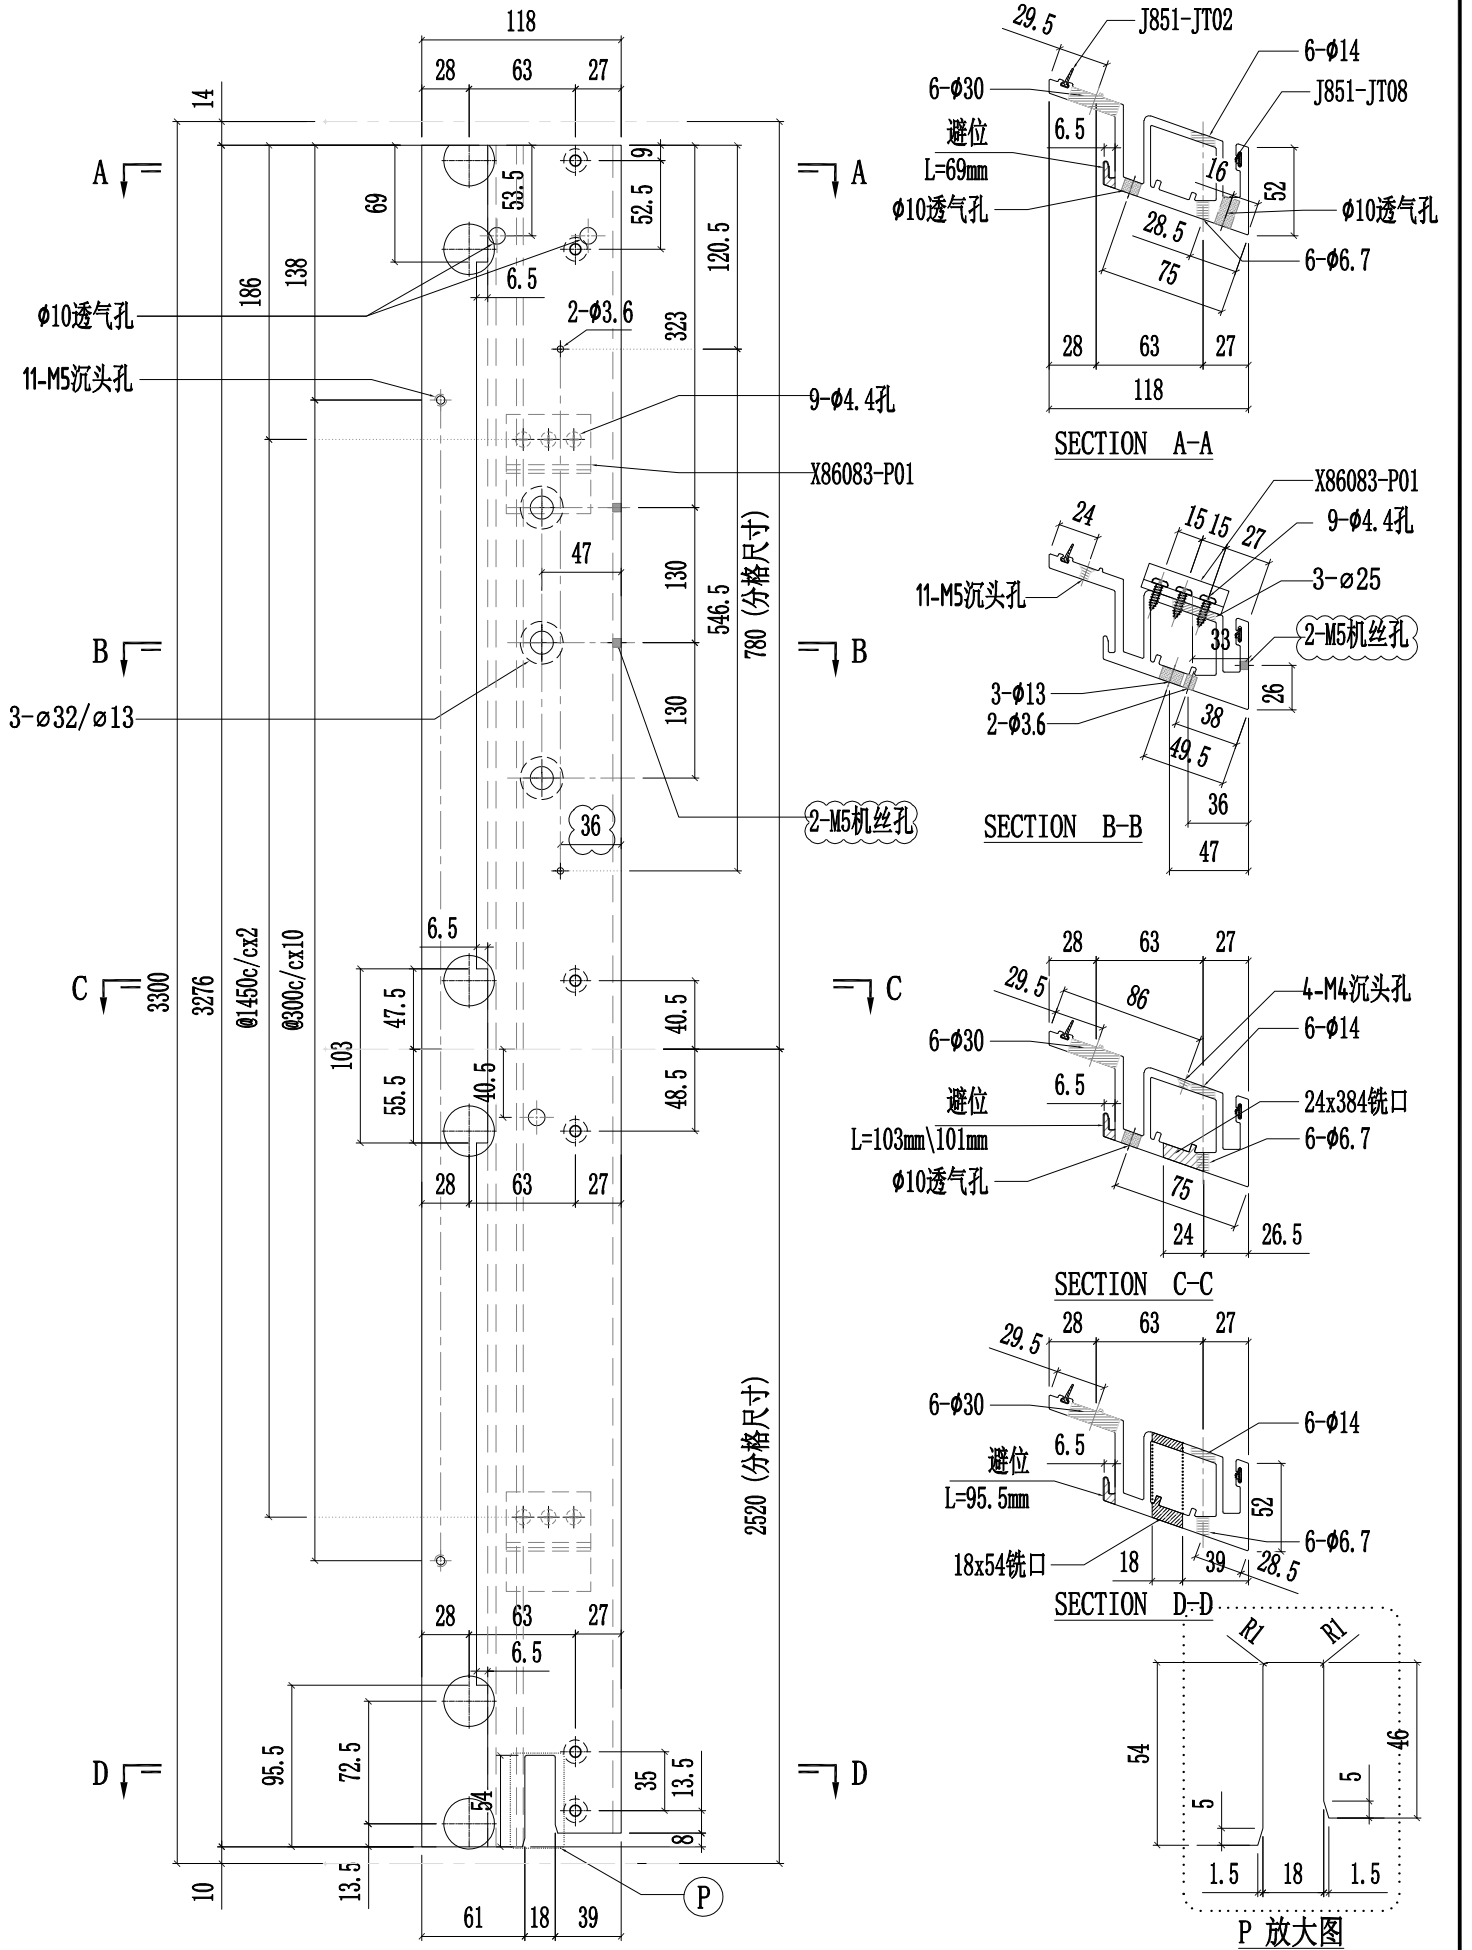 118
28
63
27
14
A
A
69
53.5
9
52.5
120.5
186
138
6.5
φ10透气孔
2-φ3.6
323
11-M5沉头孔
9-φ4.4孔
X86083-P01
47
130
546.5
780 (分格尺寸)
B
B
3-⌀32/⌀13
130
2-M5机丝孔
36
6.5
C
C
3300
3276
@1450c/cx2
@300c/cx10
103
47.5
55.5
40.5
40.5
48.5
28
63
27
2520 (分格尺寸)
28
63
27
6.5
95.5
72.5
D
D
54
35
13.5
8
10
13.5
P
61
18
39
29.5
J851-JT02
6-φ14
6-φ30
J851-JT08
避位
6.5
L=69mm
16
52
φ10透气孔
φ10透气孔
28.5
75
6-φ6.7
28
63
27
118
SECTION A-A
X86083-P01
24
15
15
27
9-φ4.4孔
11-M5沉头孔
3-⌀25
33
2-M5机丝孔
3-φ13
2-φ3.6
38
26
49.5
36
SECTION B-B
47
28
63
27
29.5
86
4-M4沉头孔
6-φ30
6-φ14
避位
6.5
24x384铣口
L=103mm\101mm
6-φ6.7
φ10透气孔
75
24
26.5
SECTION C-C
28
63
27
29.5
6-φ30
6-φ14
避位
6.5
L=95.5mm
52
6-φ6.7
18x54铣口
18
39
28.5
SECTION D-D
R1
R1
54
46
5
5
1.5
18
1.5
P 放大图